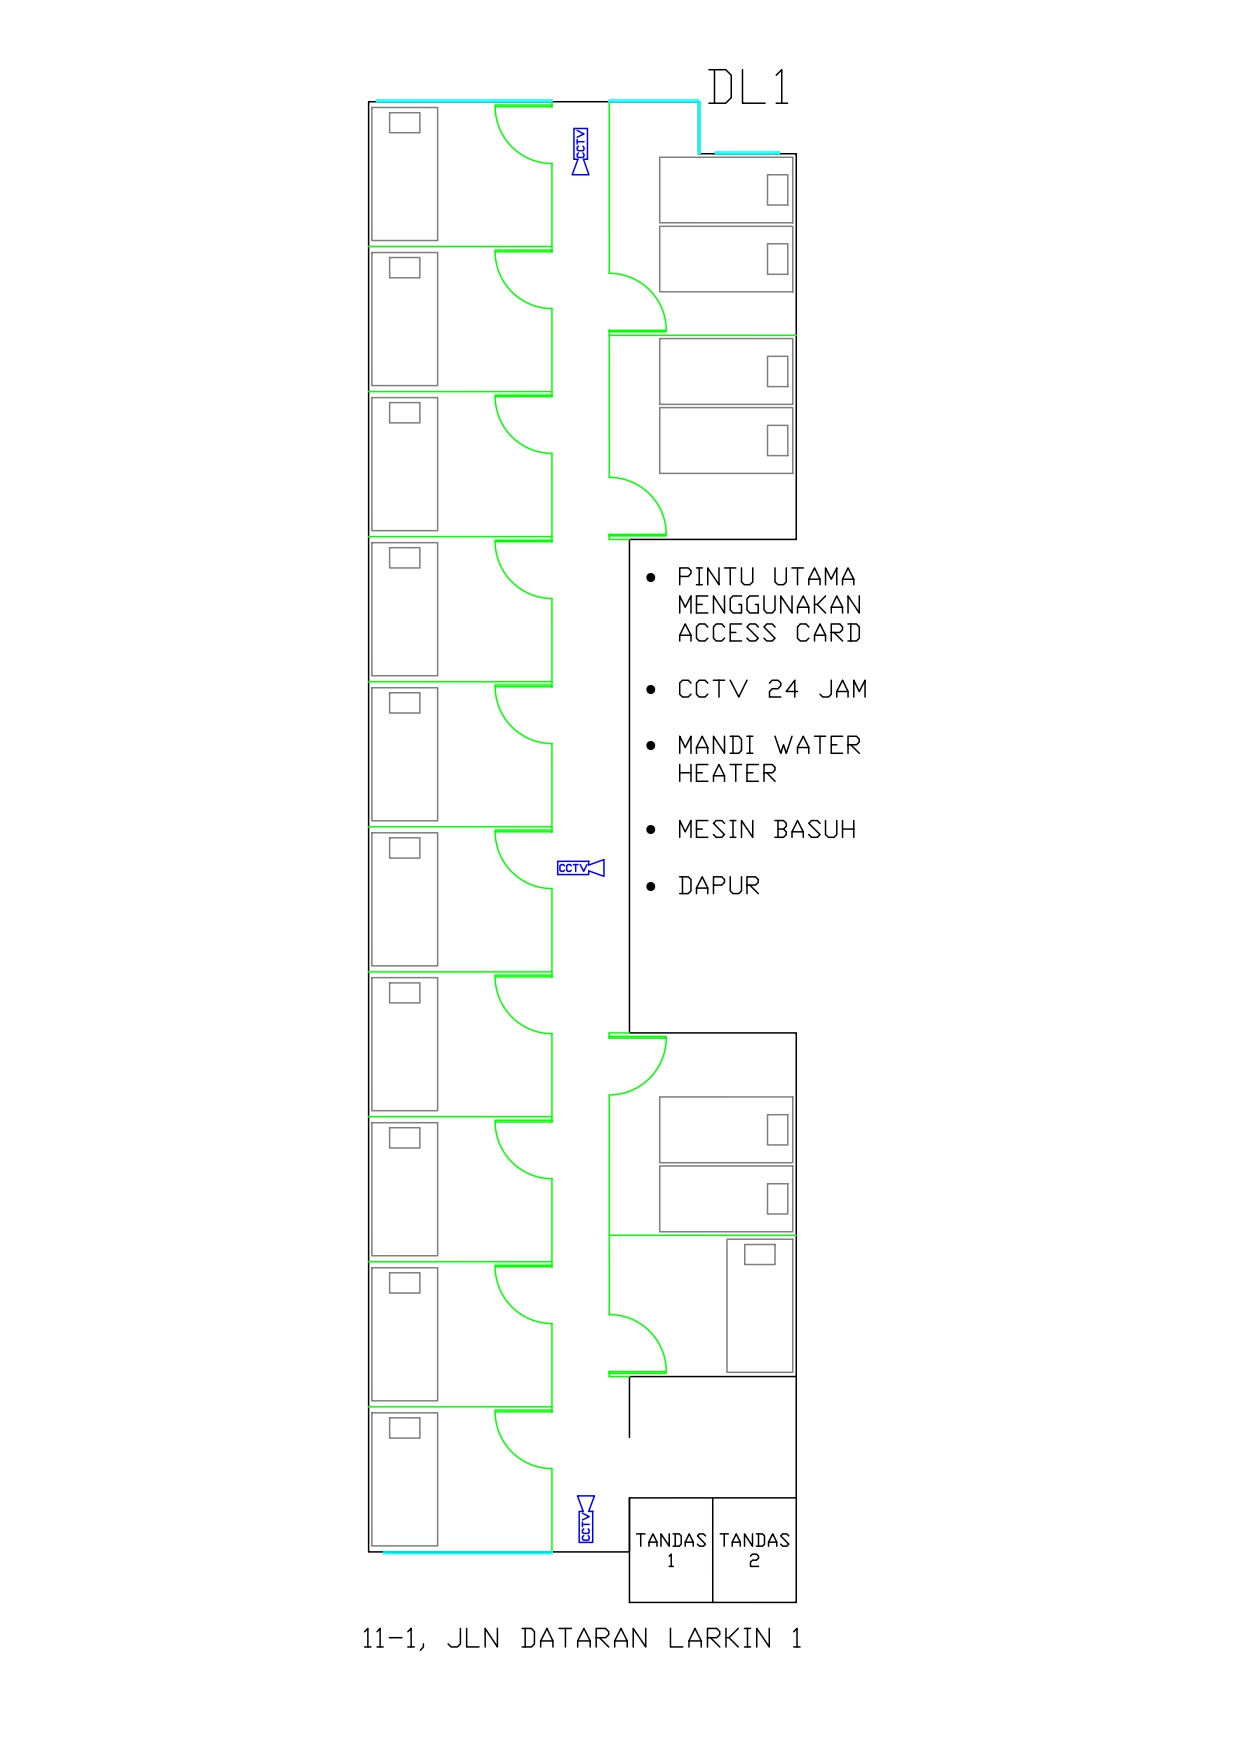 DL1
CCTV
• PINTU UTAMA
MENGGUNAKAN
ACCESS CARD
• CCTV 24 JAM
• MANDI WATER
HEATER
• MESIN BASUH
CCTV
• DAPUR
CCTV
TANDAS
1
TANDAS
2
11-1, JLN DATARAN LARKIN 1